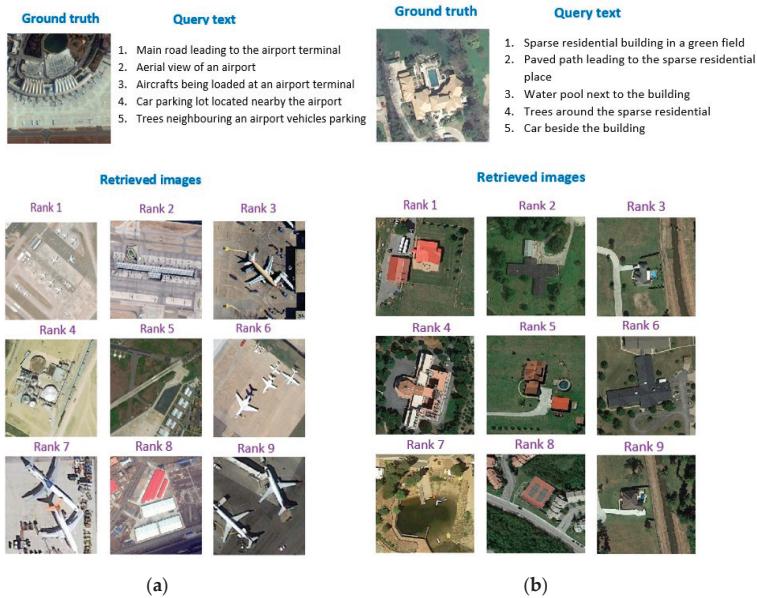 Ground truth
Query text
1. Main road leading to the airport terminal
2. Aerial view of an airport
3. Aircrafts being loaded at an airport terminal
4. Car parking lot located nearby the airport
5. Trees neighbouring an airport vehicles parking
Retrieved images
Rank 1
Rank 2
Rank 3
Rank 4
Rank 5
Rank 6
Rank 7
Rank 8
Rank 9
(a)
Ground truth
Query text
1. Sparse residential building in a green field
2. Paved path leading to the sparse residential
place
3. Water pool next to the building
4. Trees around the sparse residential
5. Car beside the building
Retrieved images
Rank 1
Rank 2
Rank 3
Rank 4
Rank 5
Rank 6
Rank 7
Rank 8
Rank 9
(b)